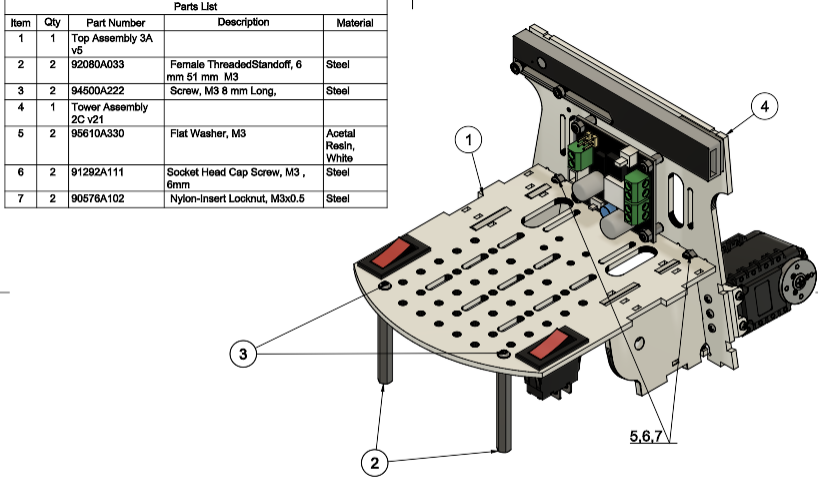 Parts List
Item Qty Part Number Description Material
1 1 Top Assembly 3A
v5
2 2 92080A033 Female ThreadedStandoff, 6 Steel
mm 51 mm M3
3 2 94500A222 Screw, M3 8 mm Long, Steel
4 1 Tower Assembly
2C v21
5 2 95610A330 Flat Washer, M3 Acetal
Resin,
White
6 2 91292A111 Socket Head Cap Screw, M3 , Steel
6mm
7 2 90576A102 Nylon-Insert Locknut, M3x0.5 Steel
4
1
3
5,6,7
2